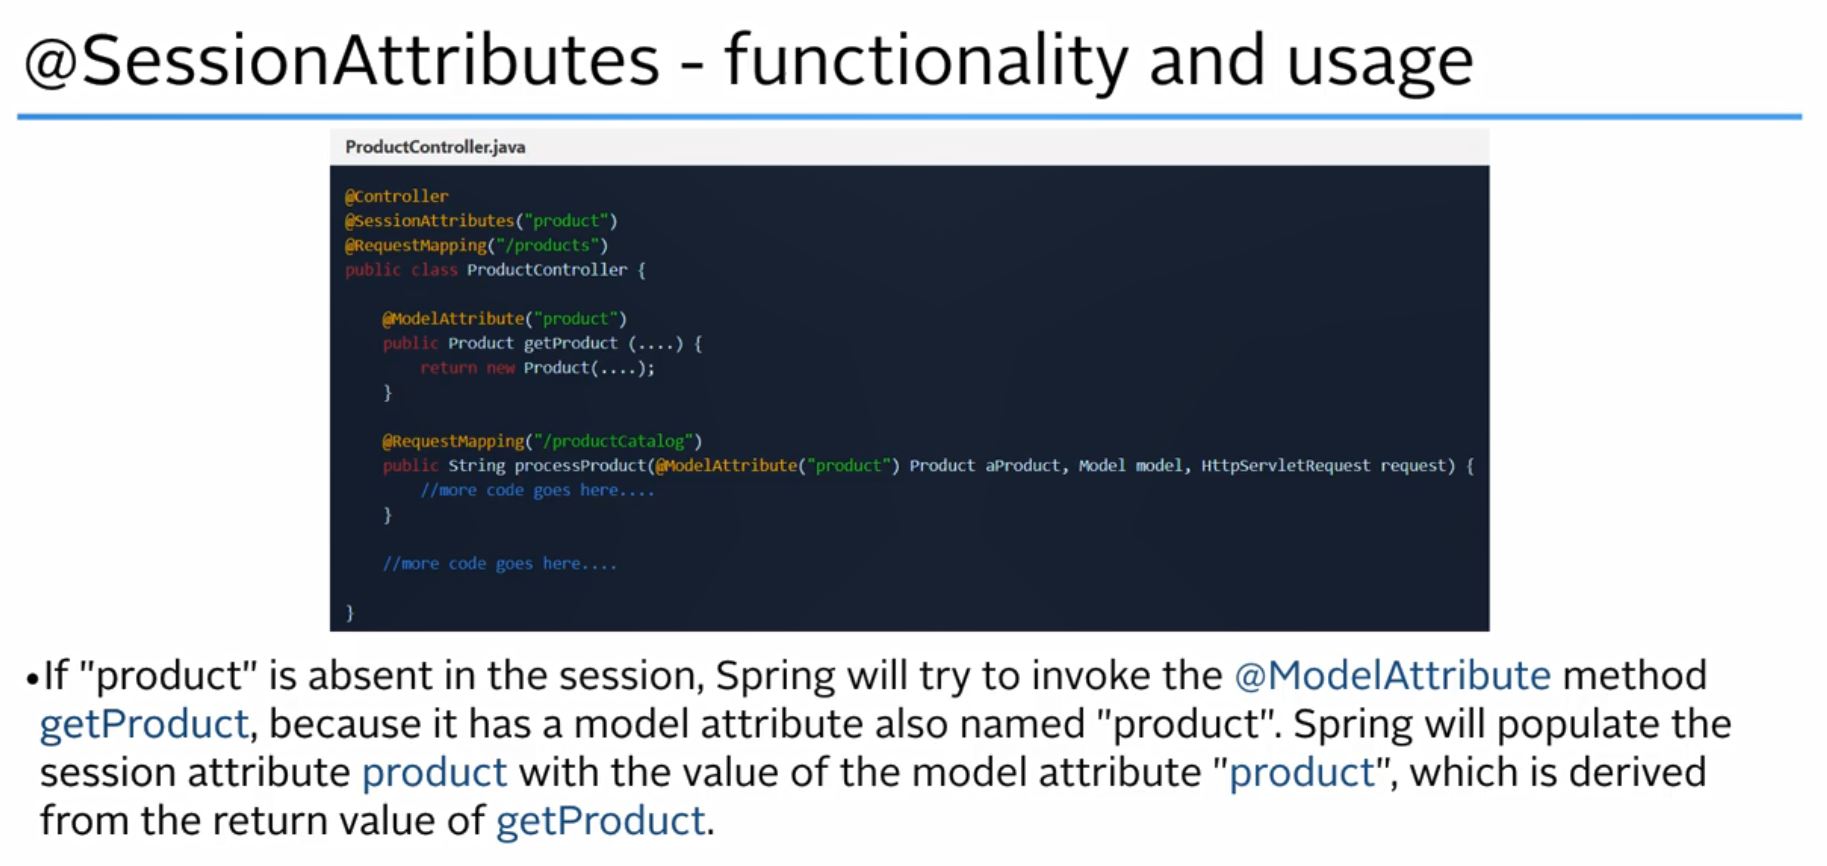 @SessionAttributes - functionality and usage
ProductController.java
@Controller
@SessionAttributes("product")
@RequestMapping("/products")
public class ProductController {
@ModelAttribute("product")
public Product getProduct (....) {
return new Product(....);
}
@RequestMapping("/productCatalog")
public String processProduct(@ModelAttribute("product") Product aProduct, Model model, HttpServletRequest request) {
//more code goes here....
}
//more code goes here....
}
•If "product" is absent in the session, Spring will try to invoke the @ModelAttribute method
getProduct, because it has a model attribute also named "product". Spring will populate the
session attribute product with the value of the model attribute "product", which is derived
from the return value of getProduct.